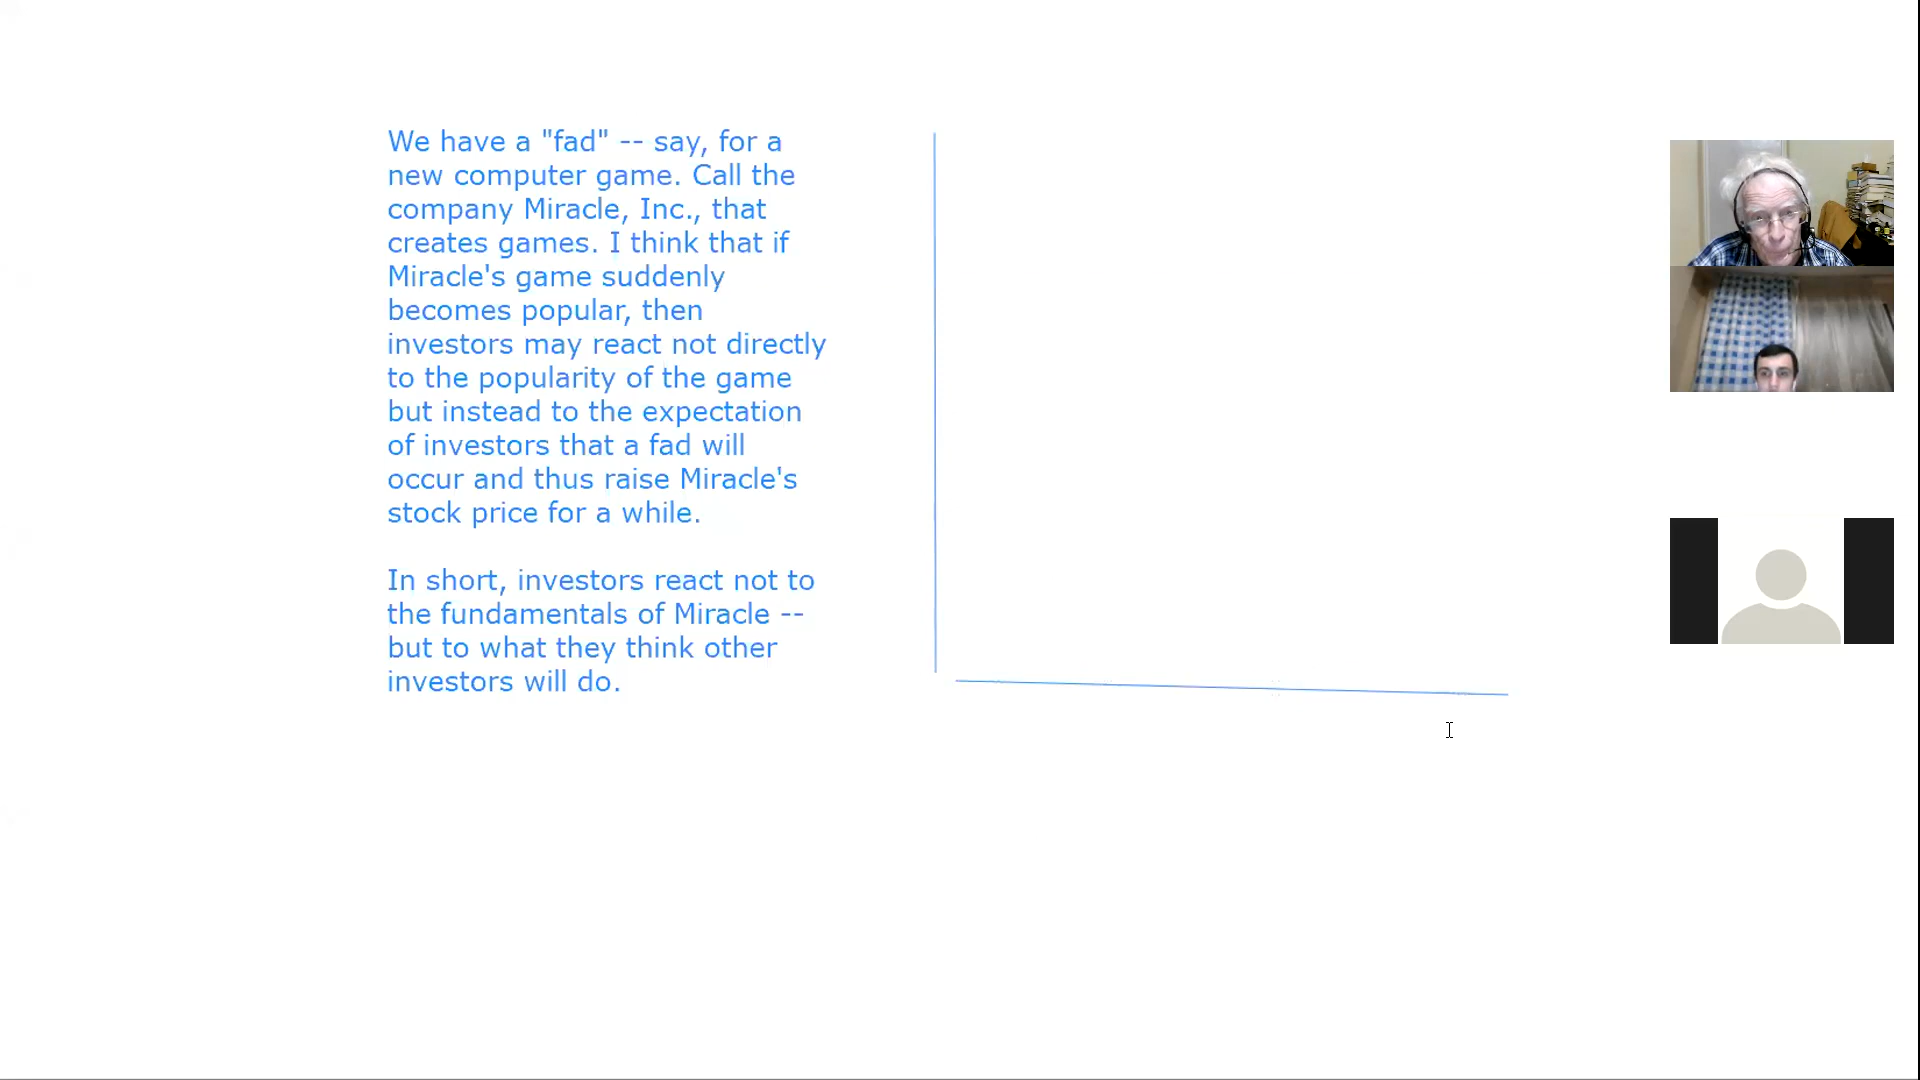 We have a "fad" -- say, for a
new computer game. Call the
company Miracle, Inc., that
creates games. I think that if
Miracle's game suddenly
becomes popular, then
investors may react not directly
to the popularity of the game
but instead to the expectation
of investors that a fad will
occur and thus raise Miracle's
stock price for a while.
In short, investors react not to
the fundamentals of Miracle --
but to what they think other
investors will do.